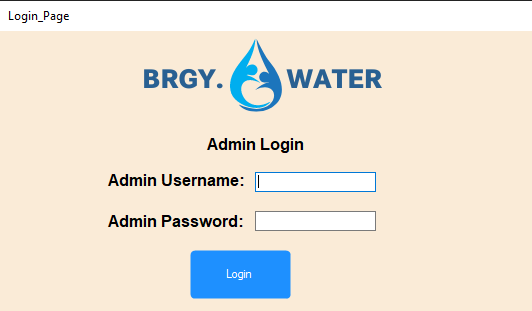 Login_Page
BRGY. WATER
Admin Login
Admin Username:
Admin Password:
Login